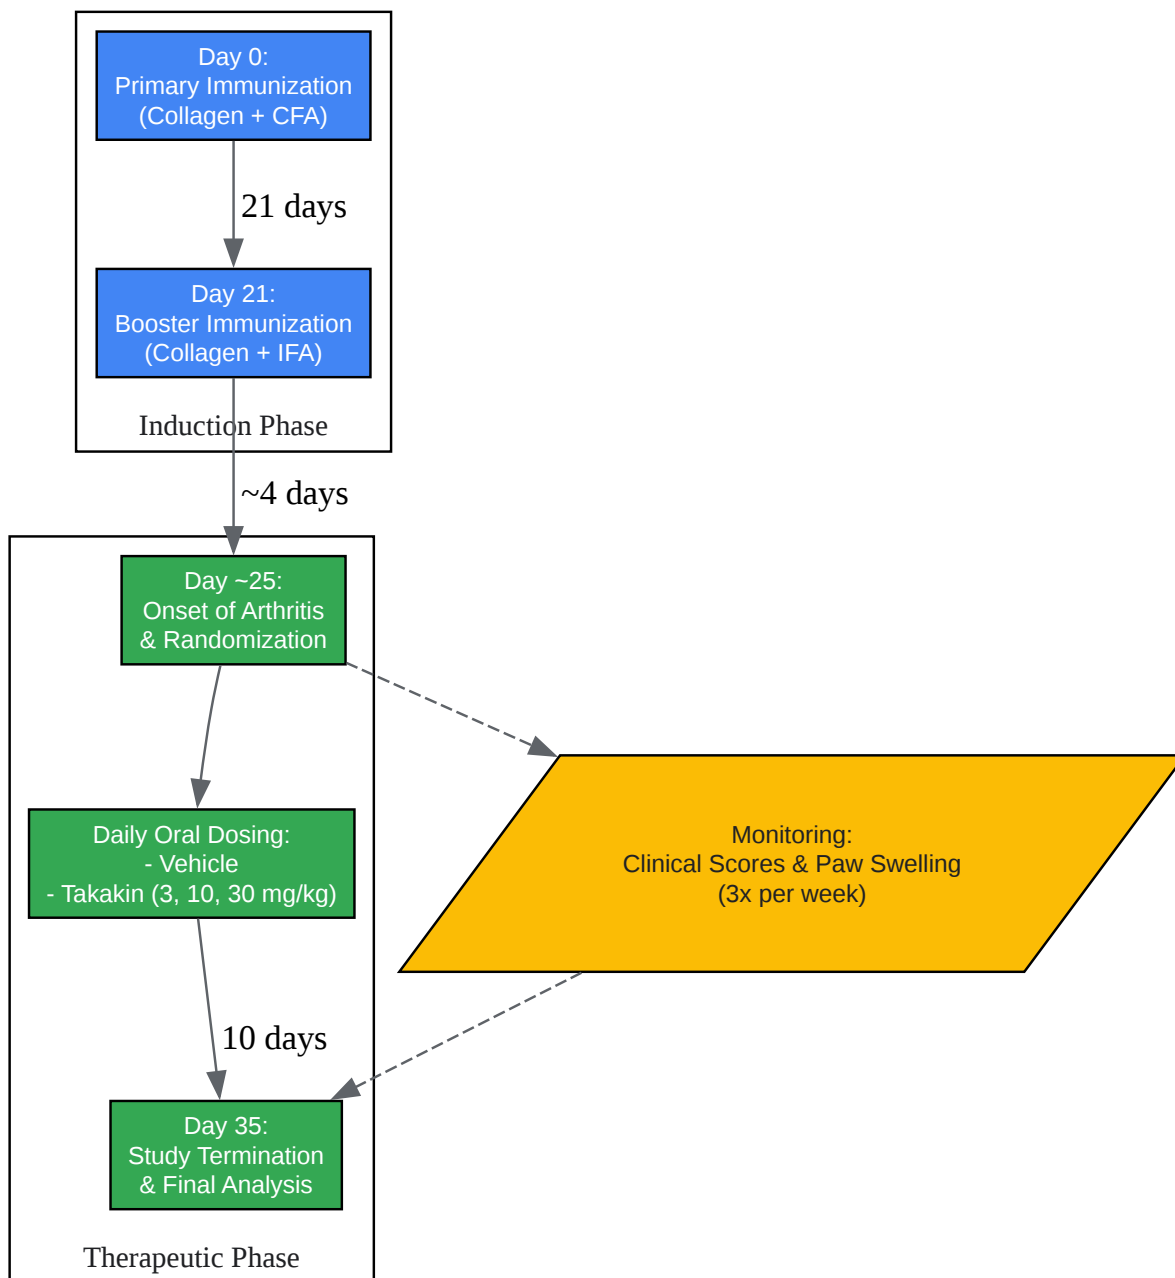 Day 0:
Primary Immunization
(Collagen + CFA)
21 days
Day 21:
Booster Immunization
(Collagen + IFA)
Induction Phase
~4 days
Day ~25:
Onset of Arthritis
& Randomization
Daily Oral Dosing:
- Vehicle
- Takakin (3, 10, 30 mg/kg)
Monitoring:
Clinical Scores & Paw Swelling
(3x per week)
10 days
Day 35:
Study Termination
& Final Analysis
Therapeutic Phase